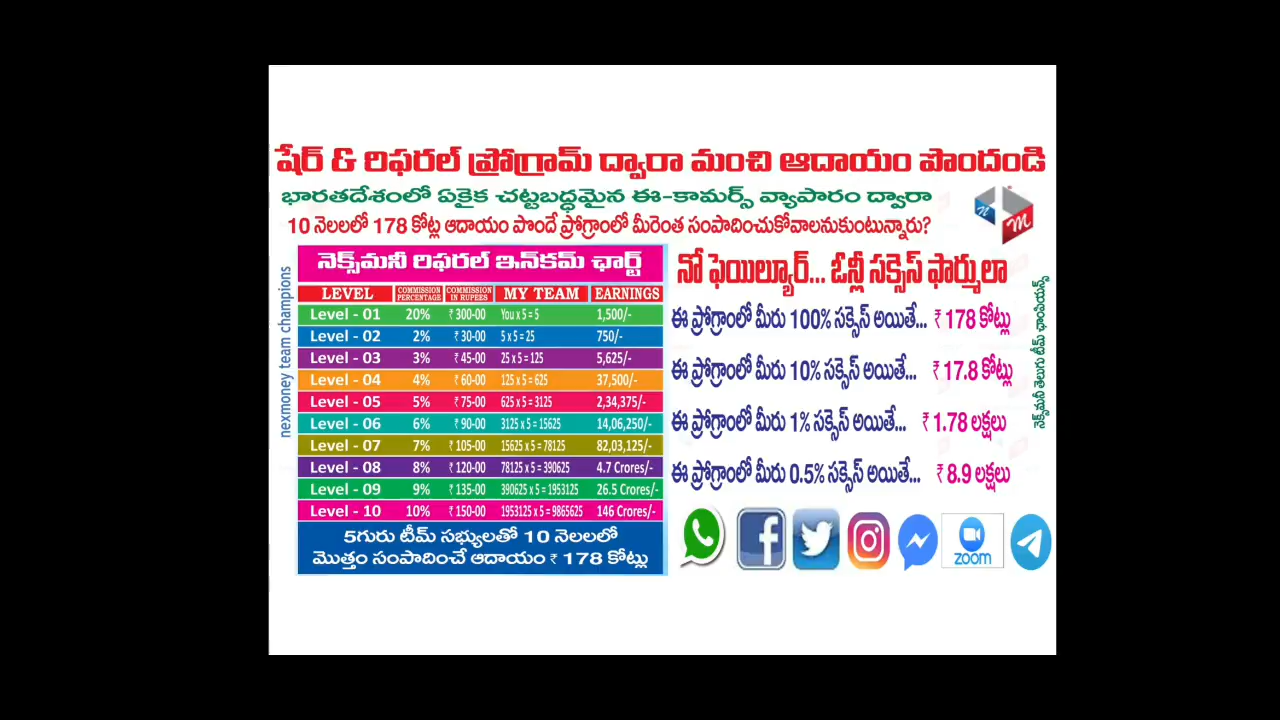 షేర్ & రిఫరల్ ప్రోగ్రామ్ ద్వారా మంచి ఆదాయం పొందండి
భారతదేశంలో ఏకైక చట్టబద్ధమైన ఈ-కామర్స్ వ్యాపారం ద్వారా
10 నెలలలో 178 కోట్ల ఆదాయం పొందే ప్రోగ్రాంలో మీరెంత సంపాదించుకోవాలనుకుంటున్నారు?
n m
nexmoney team champions
నెక్స్‌మనీ రిఫరల్ ఇన్‌కమ్ ఛార్ట్
LEVEL COMMISSION PERCENTAGE COMMISSION IN RUPEES MY TEAM EARNINGS
Level - 01 20% ₹ 300-00 You x 5 = 5 1,500/-
Level - 02 2% ₹ 30-00 5 x 5 = 25 750/-
Level - 03 3% ₹ 45-00 25 x 5 = 125 5,625/-
Level - 04 4% ₹ 60-00 125 x 5 = 625 37,500/-
Level - 05 5% ₹ 75-00 625 x 5 = 3125 2,34,375/-
Level - 06 6% ₹ 90-00 3125 x 5 = 15625 14,06,250/-
Level - 07 7% ₹ 105-00 15625 x 5 = 78125 82,03,125/-
Level - 08 8% ₹ 120-00 78125 x 5 = 390625 4.7 Crores/-
Level - 09 9% ₹ 135-00 390625 x 5 = 1953125 26.5 Crores/-
Level - 10 10% ₹ 150-00 1953125 x 5 = 9865625 146 Crores/-
5గురు టీమ్ సభ్యులతో 10 నెలలలో
మొత్తం సంపాదించే ఆదాయం ₹ 178 కోట్లు
నో ఫెయిల్యూర్... ఓన్లీ సక్సెస్ ఫార్ములా
ఈ ప్రోగ్రాంలో మీరు 100% సక్సెస్ అయితే... ₹ 178 కోట్లు
ఈ ప్రోగ్రాంలో మీరు 10% సక్సెస్ అయితే... ₹ 17.8 కోట్లు
ఈ ప్రోగ్రాంలో మీరు 1% సక్సెస్ అయితే... ₹ 1.78 లక్షలు
ఈ ప్రోగ్రాంలో మీరు 0.5% సక్సెస్ అయితే... ₹ 8.9 లక్షలు
నెక్స్‌మనీ తెలుగు టీమ్ ఛాంపియన్స్
zoom